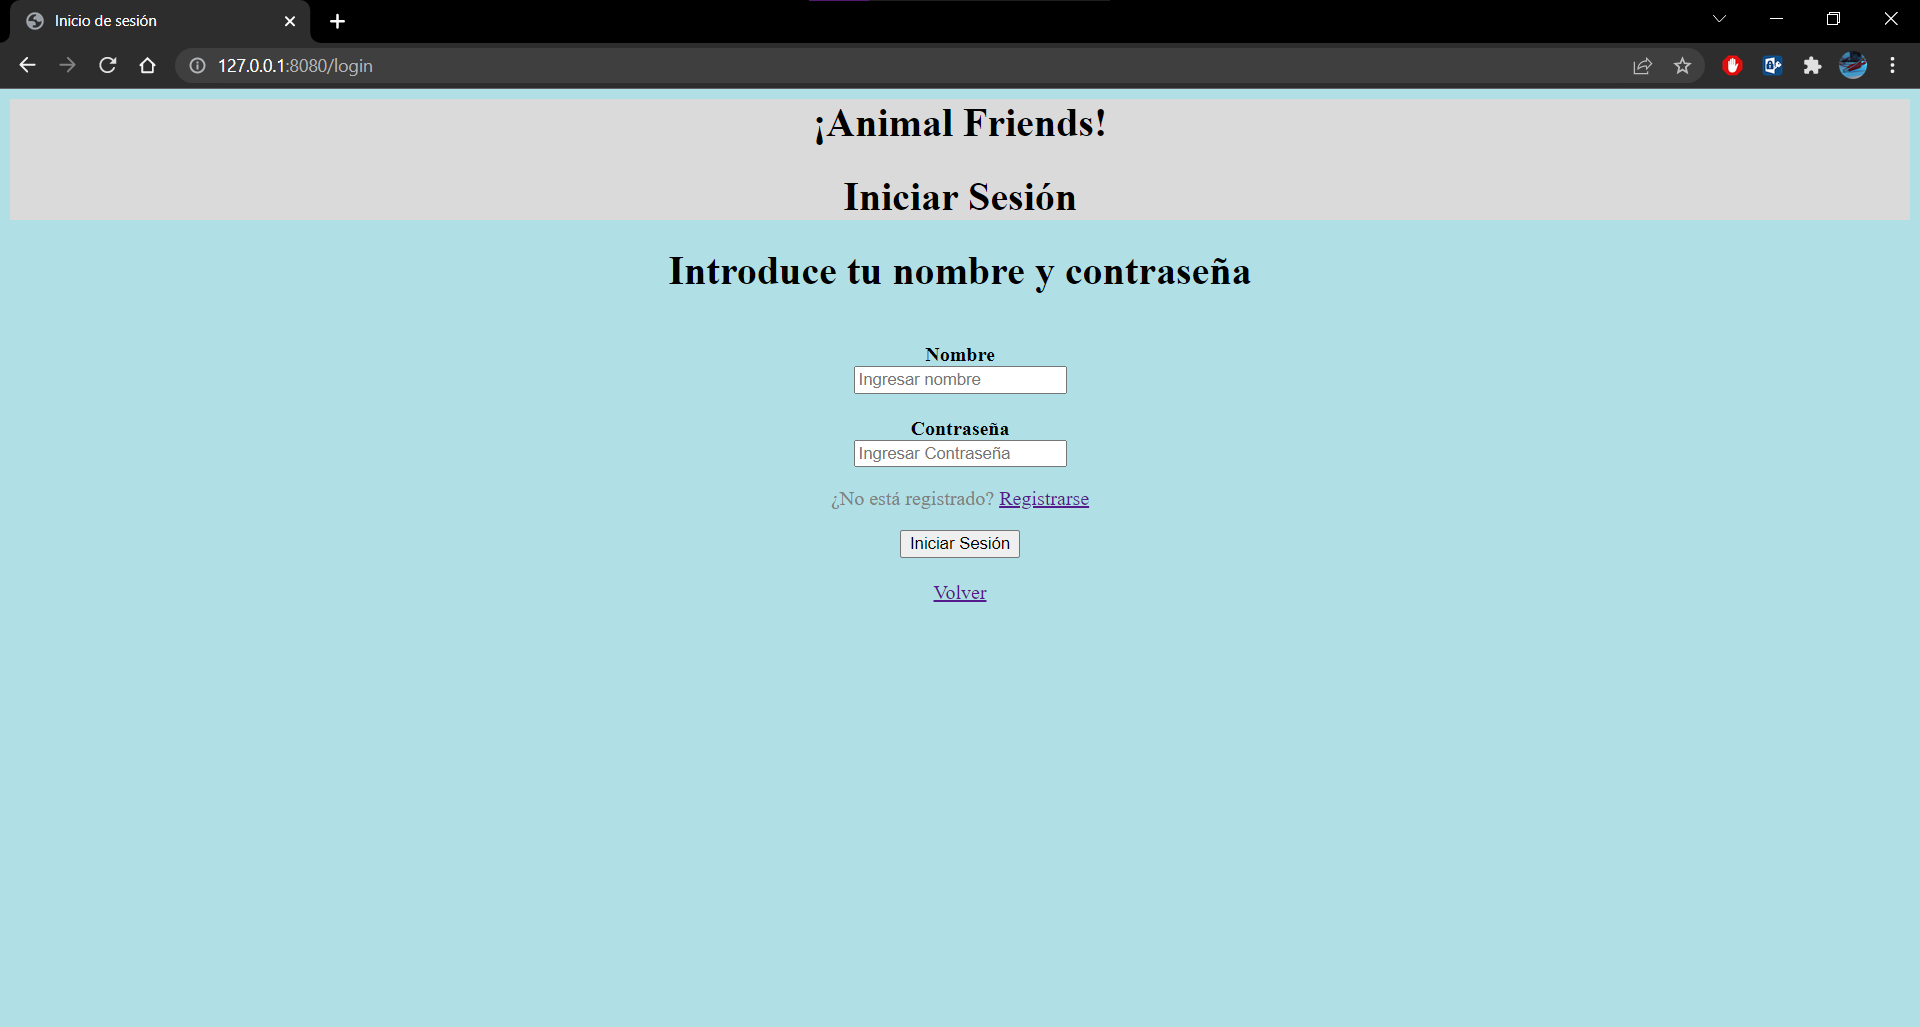 Inicio de sesión
127.0.0.1:8080/login
¡Animal Friends!
Iniciar Sesión
Introduce tu nombre y contraseña
Nombre
Ingresar nombre
Contraseña
Ingresar Contraseña
¿No está registrado? Registrarse
Iniciar Sesión
Volver